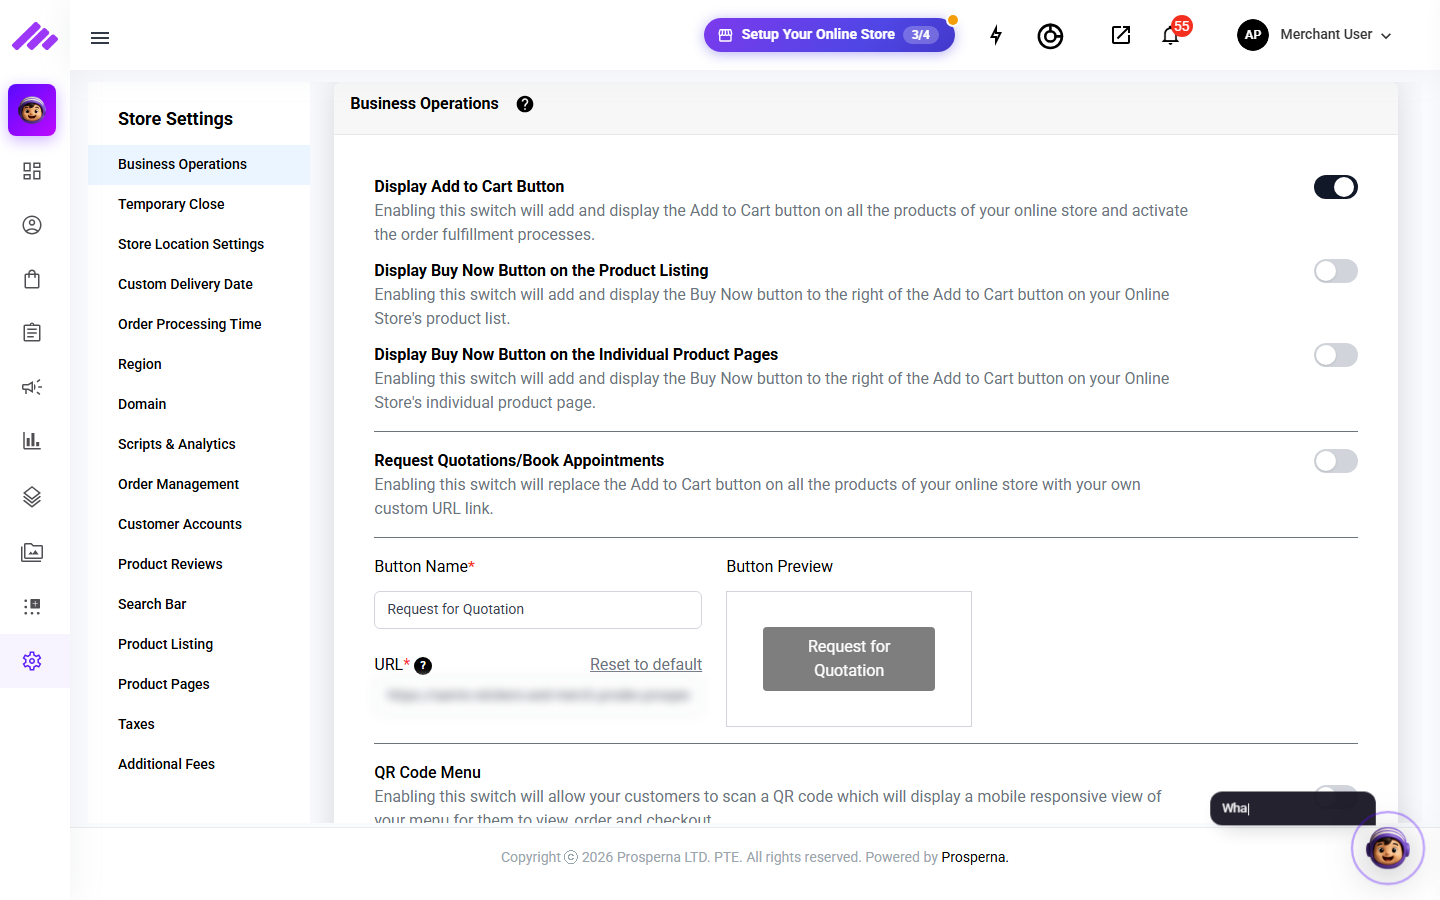 Setup Your Online Store 3/4
55
AP Merchant User
Store Settings
Business Operations
Temporary Close
Store Location Settings
Custom Delivery Date
Order Processing Time
Region
Domain
Scripts & Analytics
Order Management
Customer Accounts
Product Reviews
Search Bar
Product Listing
Product Pages
Taxes
Additional Fees
Business Operations ?
Display Add to Cart Button
Enabling this switch will add and display the Add to Cart button on all the products of your online store and activate
the order fulfillment processes.
Display Buy Now Button on the Product Listing
Enabling this switch will add and display the Buy Now button to the right of the Add to Cart button on your Online
Store's product list.
Display Buy Now Button on the Individual Product Pages
Enabling this switch will add and display the Buy Now button to the right of the Add to Cart button on your Online
Store's individual product page.
Request Quotations/Book Appointments
Enabling this switch will replace the Add to Cart button on all the products of your online store with your own
custom URL link.
Button Name*
Request for Quotation
URL* ? Reset to default
Button Preview
Request for
Quotation
QR Code Menu
Enabling this switch will allow your customers to scan a QR code which will display a mobile responsive view of
your menu for them to view, order and checkout
Wha
Copyright © 2026 Prosperna LTD. PTE. All rights reserved. Powered by Prosperna.